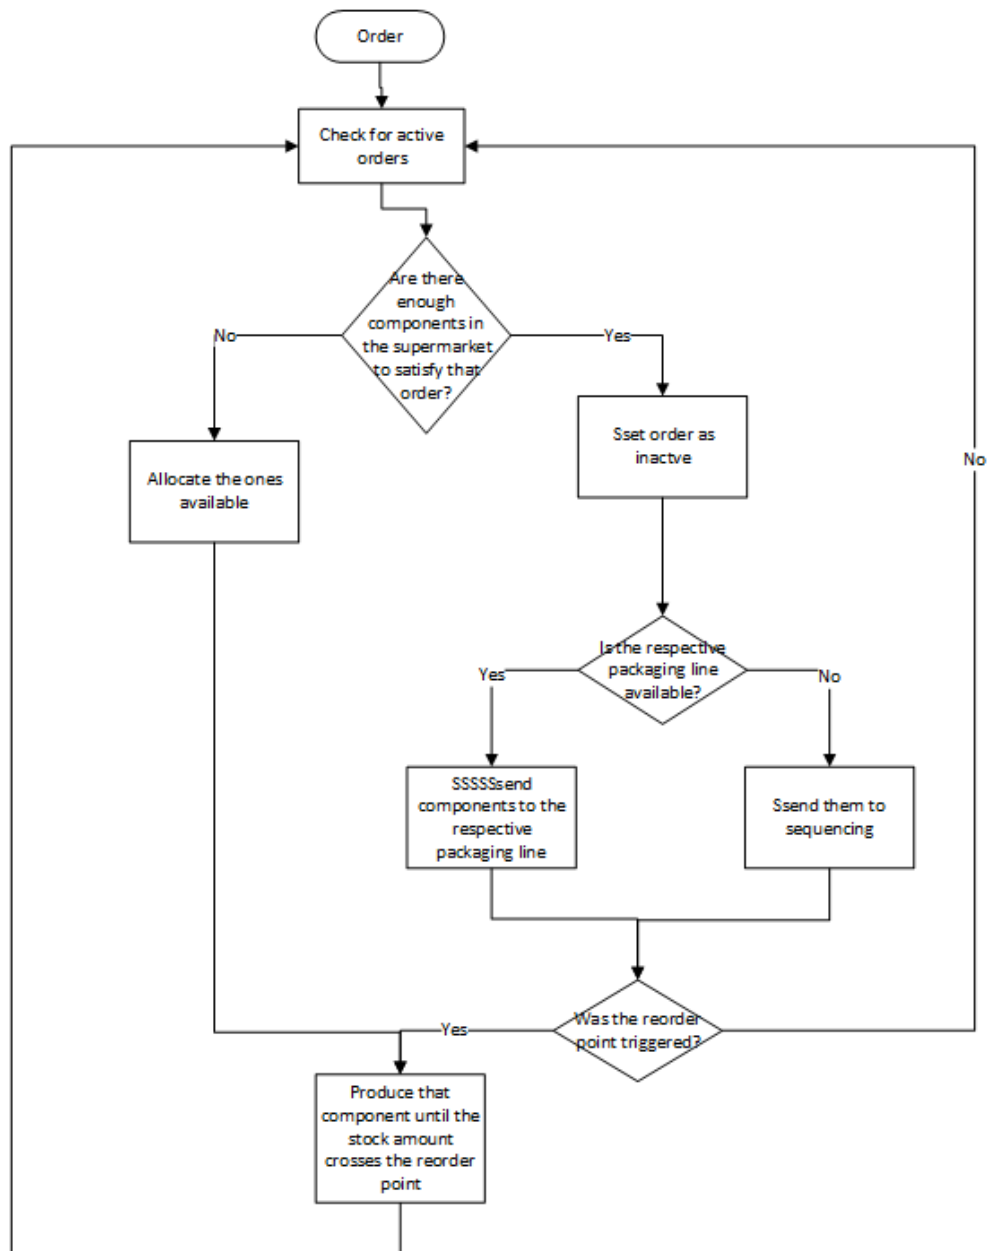 Order
Check for active
orders
Are there
enough
components in
the supermarket
to satisfy that
order?
No
Yes
Sset order as
inactve
Allocate the ones
available
No
Is the respective
packaging line
available?
Yes
No
SSSSSsend
components to the
respective
packaging line
Ssend them to
sequencing
Was the reorder
point triggered?
Yes
Produce that
component until the
stock amount
crosses the reorder
point